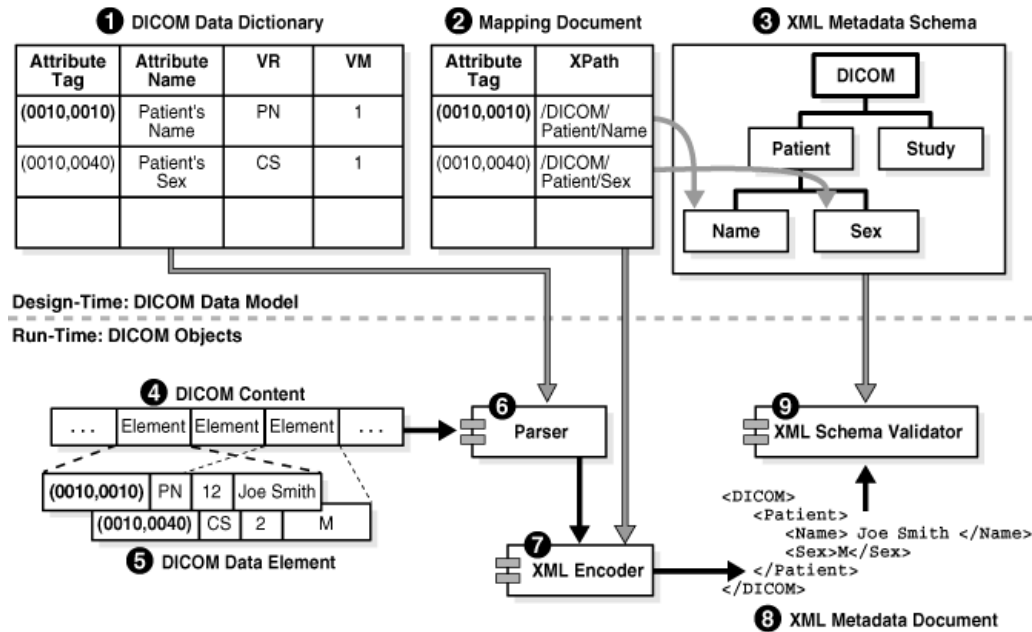 1 DICOM Data Dictionary
Attribute Tag
Attribute Name
VR
VM
(0010,0010)
Patient's
Name
PN
1
(0010,0040)
Patient's
Sex
CS
1
2 Mapping Document
Attribute Tag
XPath
(0010,0010)
/DICOM/
Patient/Name
(0010,0040)
/DICOM/
Patient/Sex
3 XML Metadata Schema
DICOM
Patient
Study
Name
Sex
Design-Time: DICOM Data Model
Run-Time: DICOM Objects
4 DICOM Content
. . .
Element
Element
Element
. . .
(0010,0010)
PN
12
Joe Smith
(0010,0040)
CS
2
M
5 DICOM Data Element
6
Parser
7
XML Encoder
9
XML Schema Validator
<DICOM>
<Patient>
<Name> Joe Smith </Name>
<Sex>M</Sex>
</Patient>
</DICOM>
8 XML Metadata Document